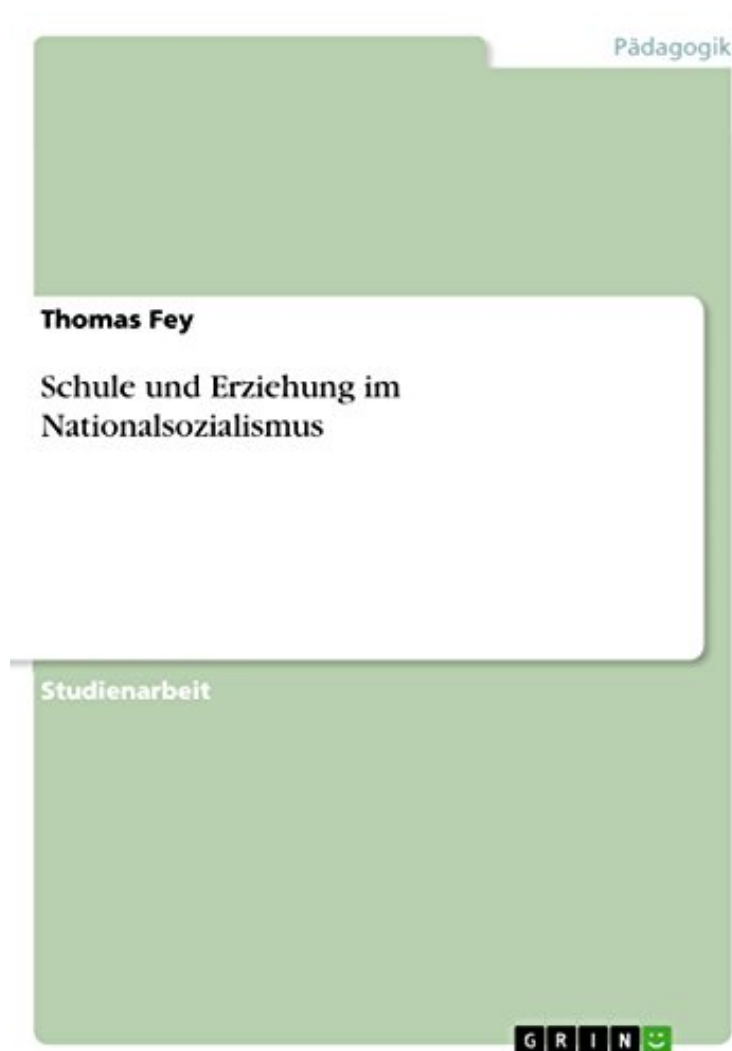 Pädagogik
Thomas Fey
Schule und Erziehung im
Nationalsozialismus
Studienarbeit
GRIN